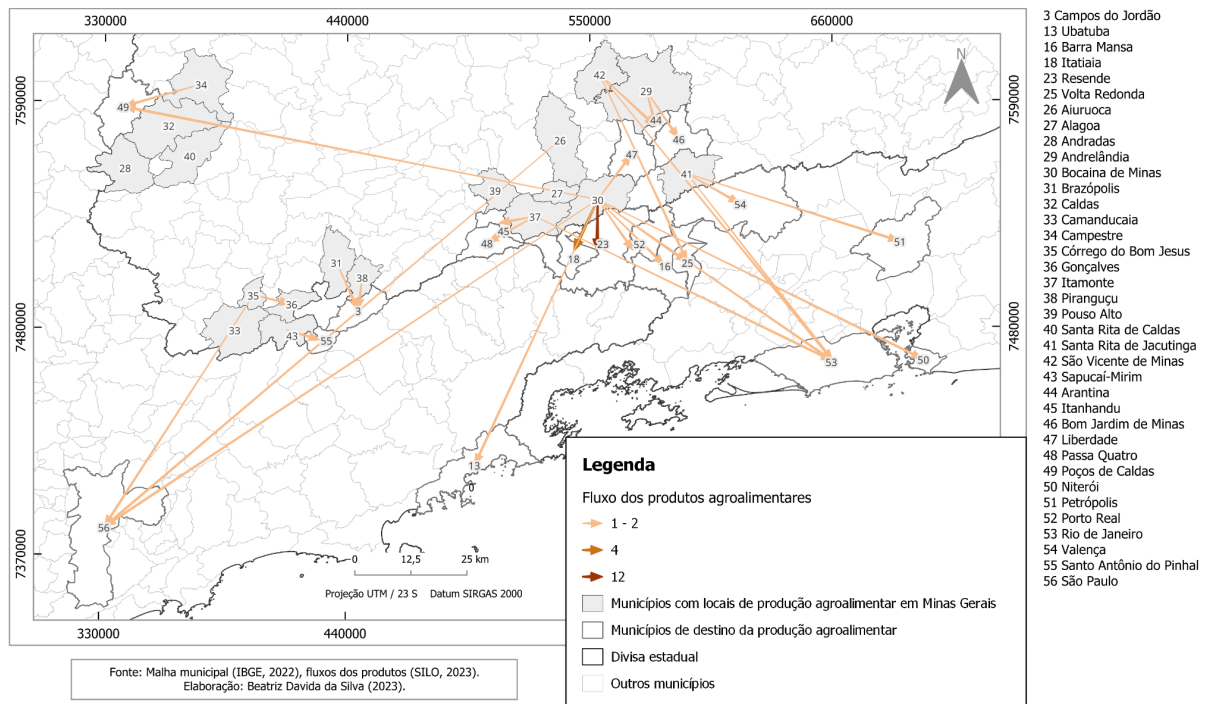 330000 440000 550000 660000
7590000
7480000
7370000
7590000
7480000
N
34
49
32
28
40
42
29
44
46
26
47
41
39
27
30
54
37
45
48
51
18
23
52
16
25
31
38
35
36
3
33
43
55
53
50
13
0
56
0 12,5 25 km
Projeção UTM / 23 S Datum SIRGAS 2000
330000 440000
Legenda
Fluxo dos produtos agroalimentares
1 - 2
4
12
Municípios com locais de produção agroalimentar em Minas Gerais
Municípios de destino da produção agroalimentar
Divisa estadual
Outros municípios
Fonte: Malha municipal (IBGE, 2022), fluxos dos produtos (SILO, 2023).
Elaboração: Beatriz Davida da Silva (2023).
3 Campos do Jordão
13 Ubatuba
16 Barra Mansa
18 Itatiaia
23 Resende
25 Volta Redonda
26 Aiuruoca
27 Alagoa
28 Andradas
29 Andrelândia
30 Bocaina de Minas
31 Brazópolis
32 Caldas
33 Camanducaia
34 Campestre
35 Córrego do Bom Jesus
36 Gonçalves
37 Itamonte
38 Piranguçu
39 Pouso Alto
40 Santa Rita de Caldas
41 Santa Rita de Jacutinga
42 São Vicente de Minas
43 Sapucaí-Mirim
44 Arantina
45 Itanhandu
46 Bom Jardim de Minas
47 Liberdade
48 Passa Quatro
49 Poços de Caldas
50 Niterói
51 Petrópolis
52 Porto Real
53 Rio de Janeiro
54 Valença
55 Santo Antônio do Pinhal
56 São Paulo